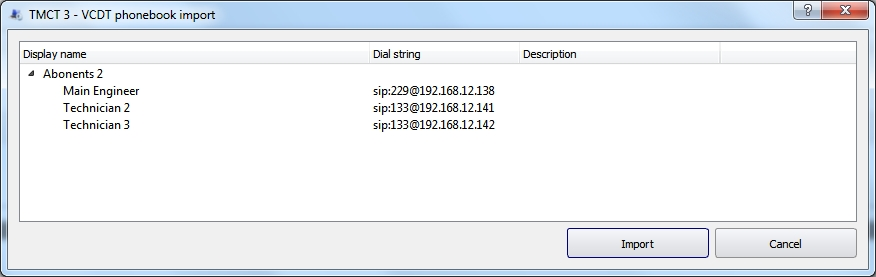 TMCT 3 - VCDT phonebook import
Display name Dial string Description
Abonents 2
Main Engineer sip:229@192.168.12.138
Technician 2 sip:133@192.168.12.141
Technician 3 sip:133@192.168.12.142
Import Cancel